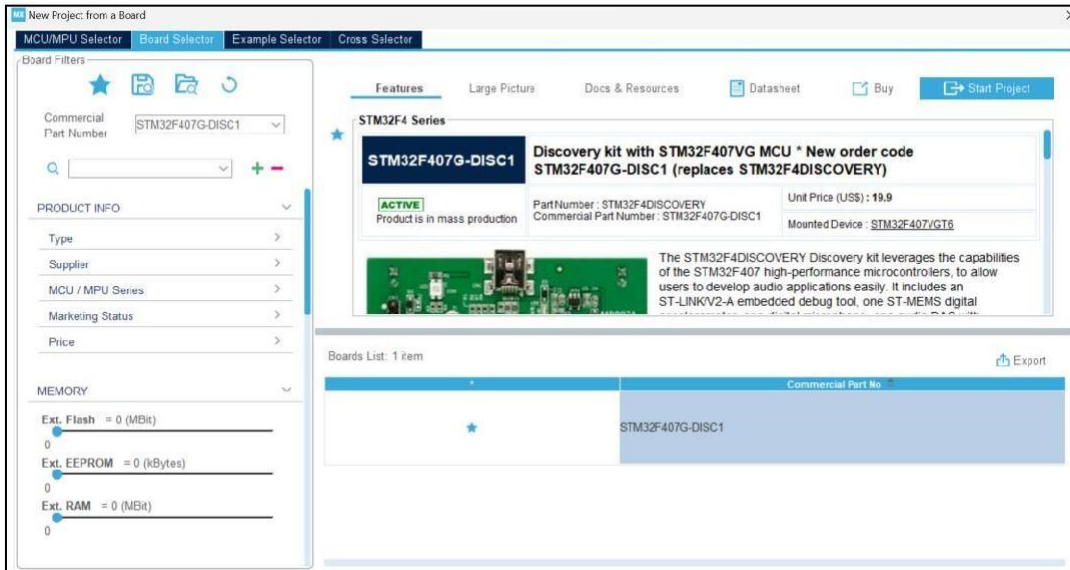 MX New Project from a Board
MCU/MPU Selector Board Selector Example Selector Cross Selector
Board Filters
Commercial
Part Number
STM32F407G-DISC1
PRODUCT INFO
Type
Supplier
MCU / MPU Series
Marketing Status
Price
MEMORY
Ext. Flash = 0 (MBit)
0
Ext. EEPROM = 0 (kBytes)
0
Ext. RAM = 0 (MBit)
0
Features Large Picture Docs & Resources Datasheet Buy Start Project
STM32F4 Series
STM32F407G-DISC1
Discovery kit with STM32F407VG MCU * New order code
STM32F407G-DISC1 (replaces STM32F4DISCOVERY)
ACTIVE
Product is in mass production
Part Number : STM32F4DISCOVERY
Commercial Part Number : STM32F407G-DISC1
Unit Price (US$) : 19.9
Mounted Device : STM32F407VGT6
The STM32F4DISCOVERY Discovery kit leverages the capabilities
of the STM32F407 high-performance microcontrollers, to allow
users to develop audio applications easily. It includes an
ST-LINK/V2-A embedded debug tool, one ST-MEMS digital
Boards List: 1 item
Export
* Commercial Part No
STM32F407G-DISC1